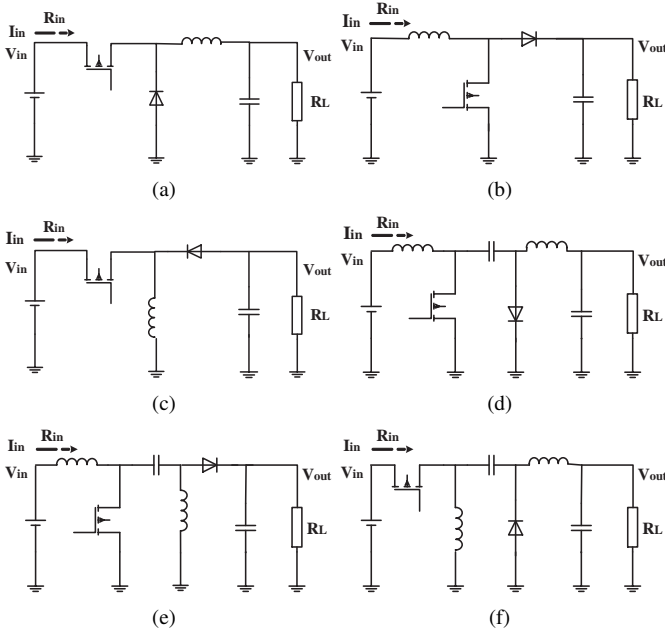 Iin Rin
Vin
Vout
RL
(a)
Iin Rin
Vin
Vout
RL
(b)
Iin Rin
Vin
Vout
RL
(c)
Iin Rin
Vin
Vout
RL
(d)
Iin Rin
Vin
Vout
RL
(e)
Iin Rin
Vin
Vout
RL
(f)